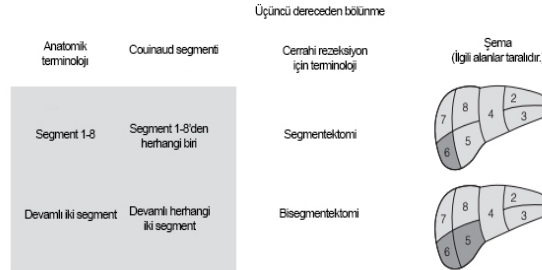 Üçüncü dereceden bölünme
Anatomik
terminoloji
Couinaud segmenti
Cerrahi rezeksiyon
için terminoloji
Şema
(İlgili alanlar taralıdır.)
Segment 1-8
Segment 1-8'den
herhangi biri
Segmentektomi
7 8 4 2 3 6 5
Devamlı iki segment
Devamlı herhangi
iki segment
Bisegmentektomi
7 8 4 2 3 6 5